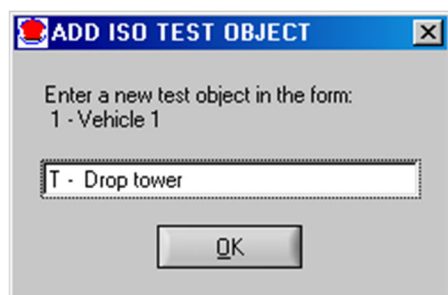 ADD ISO TEST OBJECT
Enter a new test object in the form:
1 - Vehicle 1
T -  Drop tower
OK